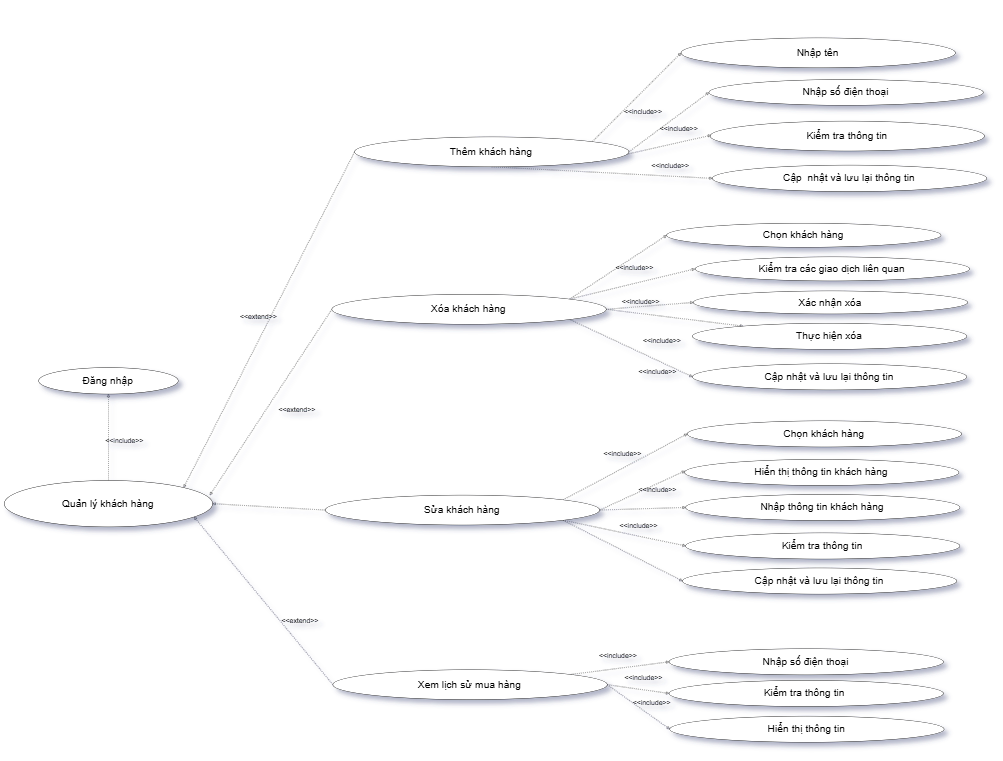 Nhập tên
Nhập số điện thoại
<<include>>
<<include>>
Kiểm tra thông tin
Thêm khách hàng
<<include>>
Cập nhật và lưu lại thông tin
Chọn khách hàng
<<include>>
Kiểm tra các giao dịch liên quan
<<include>>
Xác nhận xóa
Xóa khách hàng
<<extend>>
Thực hiện xóa
<<include>>
<<include>>
Cập nhật và lưu lại thông tin
Đăng nhập
<<extend>>
Chọn khách hàng
<<include>>
<<include>>
Hiển thị thông tin khách hàng
<<include>>
Quản lý khách hàng
Sửa khách hàng
Nhập thông tin khách hàng
<<include>>
Kiểm tra thông tin
Cập nhật và lưu lại thông tin
<<extend>>
<<include>>
Nhập số điện thoại
<<include>>
Xem lịch sử mua hàng
Kiểm tra thông tin
<<include>>
Hiển thị thông tin